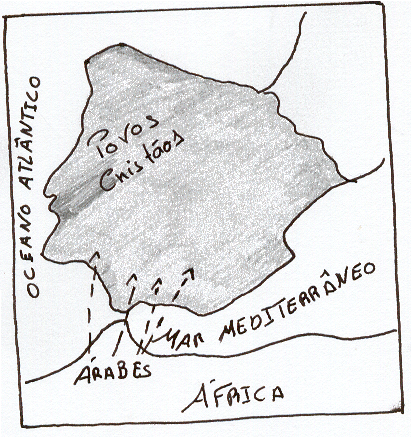 OCEANO ATLÂNTICO
Povos
Cristãos
MAR MEDITERRÂNEO
ÁRABES
ÁFRICA